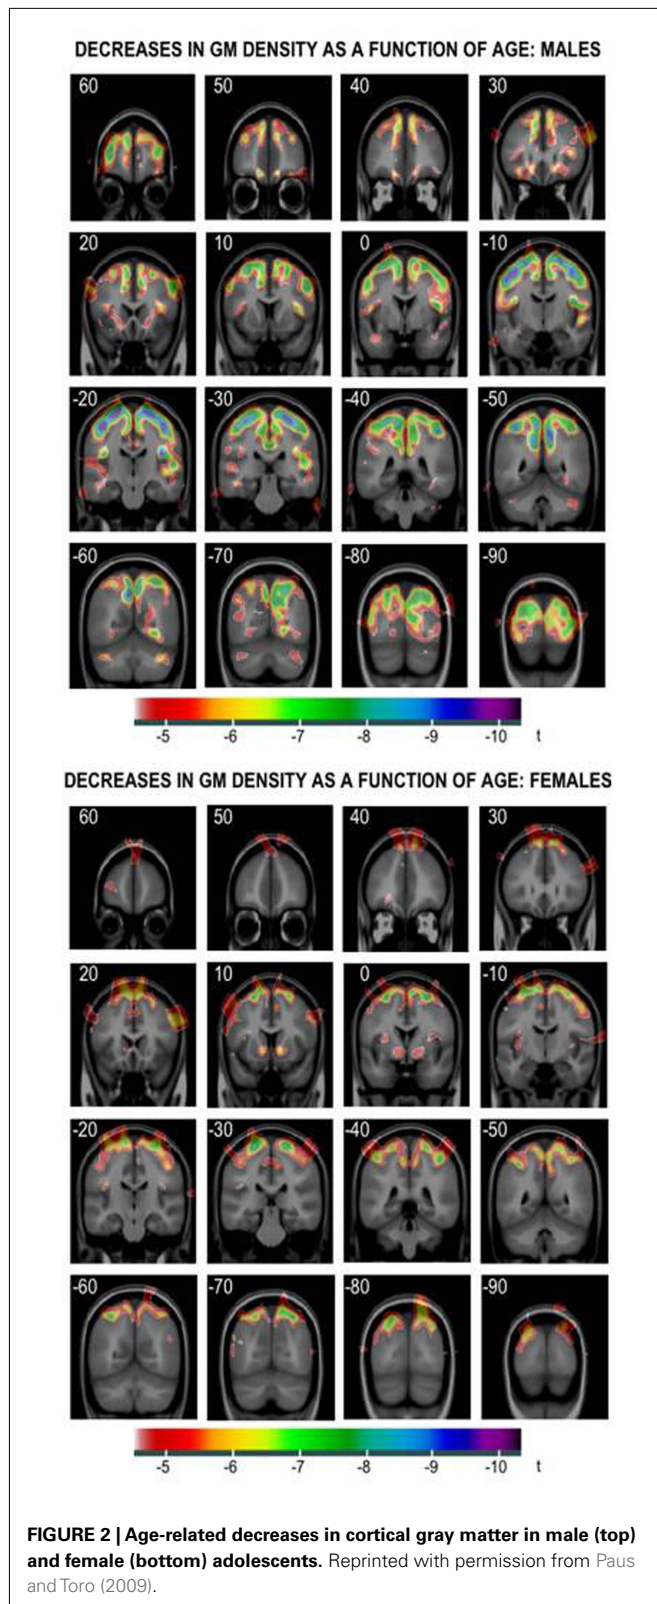 DECREASES IN GM DENSITY AS A FUNCTION OF AGE: MALES
60 50 40 30
20 10 0 -10
-20 -30 -40 -50
-60 -70 -80 -90
-5 -6 -7 -8 -9 -10 t
DECREASES IN GM DENSITY AS A FUNCTION OF AGE: FEMALES
60 50 40 30
20 10 0 -10
-20 -30 -40 -50
-60 -70 -80 -90
-5 -6 -7 -8 -9 -10 t
FIGURE 2 | Age-related decreases in cortical gray matter in male (top)
and female (bottom) adolescents. Reprinted with permission from Paus
and Toro (2009).